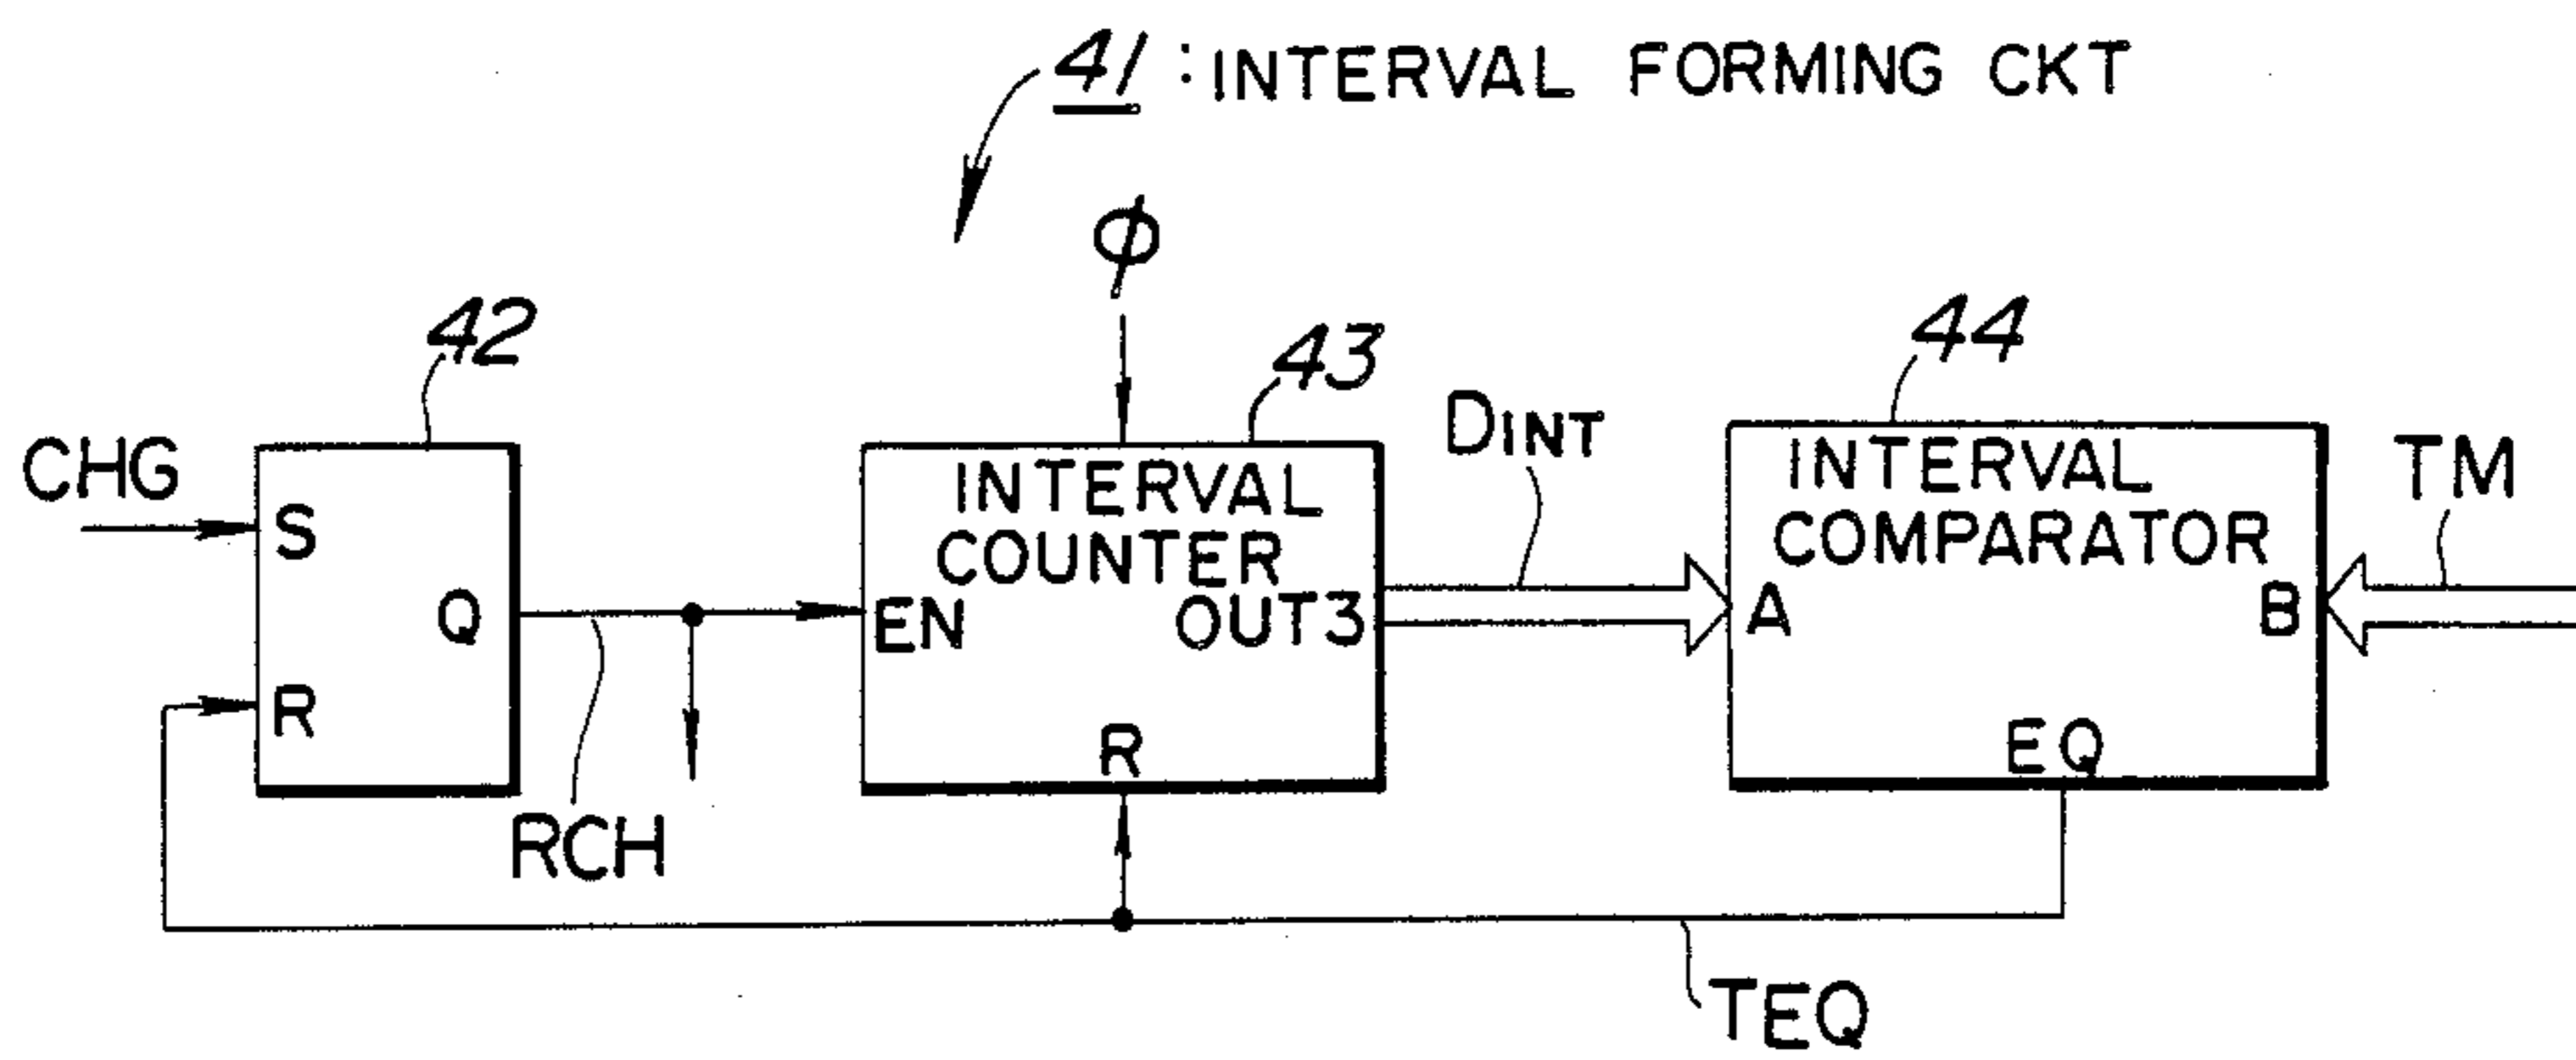 41 : INTERVAL FORMING CKT
φ
42
43
44
CHG
DINT
TM
S
Q
R
INTERVAL
COUNTER
EN
OUT3
R
INTERVAL
COMPARATOR
A
B
EQ
RCH
TEQ